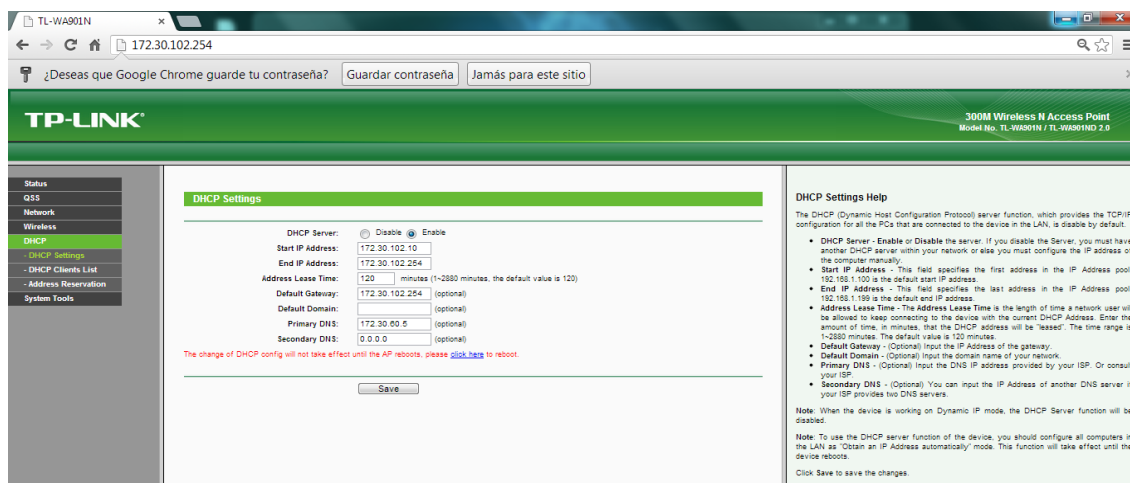 TL-WA901N
172.30.102.254
¿Deseas que Google Chrome guarde tu contraseña? Guardar contraseña Jamás para este sitio
TP-LINK®
300M Wireless N Access Point
Model No. TL-WA901N / TL-WA901ND 2.0
Status
QSS
Network
Wireless
DHCP
- DHCP Settings
- DHCP Clients List
- Address Reservation
System Tools
DHCP Settings
DHCP Server: Disable Enable
Start IP Address: 172.30.102.10
End IP Address: 172.30.102.254
Address Lease Time: 120 minutes (1~2880 minutes, the default value is 120)
Default Gateway: 172.30.102.254 (optional)
Default Domain: (optional)
Primary DNS: 172.30.60.5 (optional)
Secondary DNS: 0.0.0.0 (optional)
The change of DHCP config will not take effect until the AP reboots, please click here to reboot.
Save
DHCP Settings Help
The DHCP (Dynamic Host Configuration Protocol) server function, which provides the TCP/IP
configuration for all the PCs that are connected to the device in the LAN, is disable by default.
• DHCP Server - Enable or Disable the server. If you disable the Server, you must have
another DHCP server within your network or else you must configure the IP address of
the computer manually.
• Start IP Address - This field specifies the first address in the IP Address pool.
192.168.1.100 is the default start IP address.
• End IP Address - This field specifies the last address in the IP Address pool.
192.168.1.199 is the default end IP address.
• Address Lease Time - The Address Lease Time is the length of time a network user will
be allowed to keep connecting to the device with the current DHCP Address. Enter the
amount of time, in minutes, that the DHCP address will be "leased". The time range is
1~2880 minutes. The default value is 120 minutes.
• Default Gateway - (Optional) Input the IP Address of the gateway.
• Default Domain - (Optional) Input the domain name of your network.
• Primary DNS - (Optional) Input the DNS IP address provided by your ISP. Or consult
your ISP.
• Secondary DNS - (Optional) You can input the IP Address of another DNS server if
your ISP provides two DNS servers.
Note: When the device is working on Dynamic IP mode, the DHCP Server function will be
disabled.
Note: To use the DHCP server function of the device, you should configure all computers in
the LAN as "Obtain an IP Address automatically" mode. This function will take effect until the
device reboots.
Click Save to save the changes.